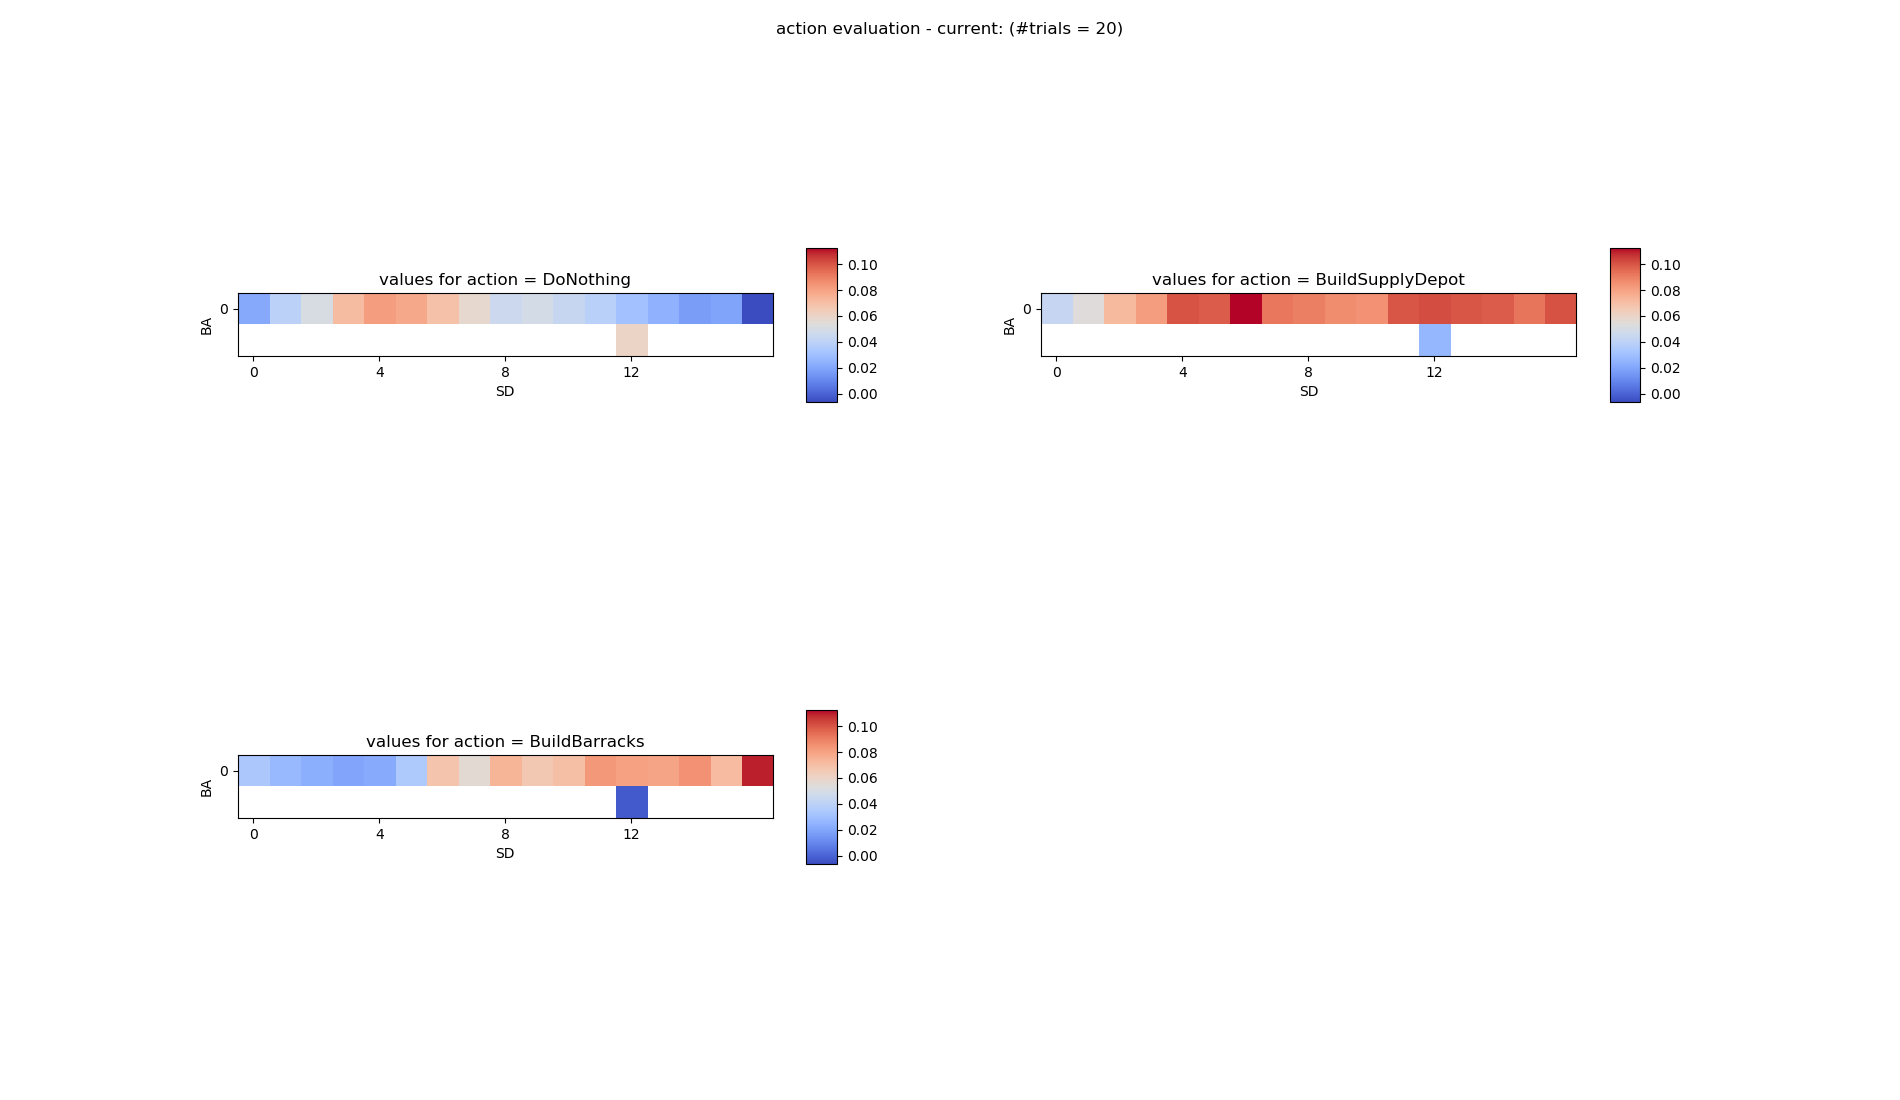 action evaluation - current: (#trials = 20)
values for action = DoNothing
BA
0
0 4 8 12
SD
0.10
0.08
0.06
0.04
0.02
0.00
values for action = BuildSupplyDepot
BA
0
0 4 8 12
SD
0.10
0.08
0.06
0.04
0.02
0.00
values for action = BuildBarracks
BA
0
0 4 8 12
SD
0.10
0.08
0.06
0.04
0.02
0.00